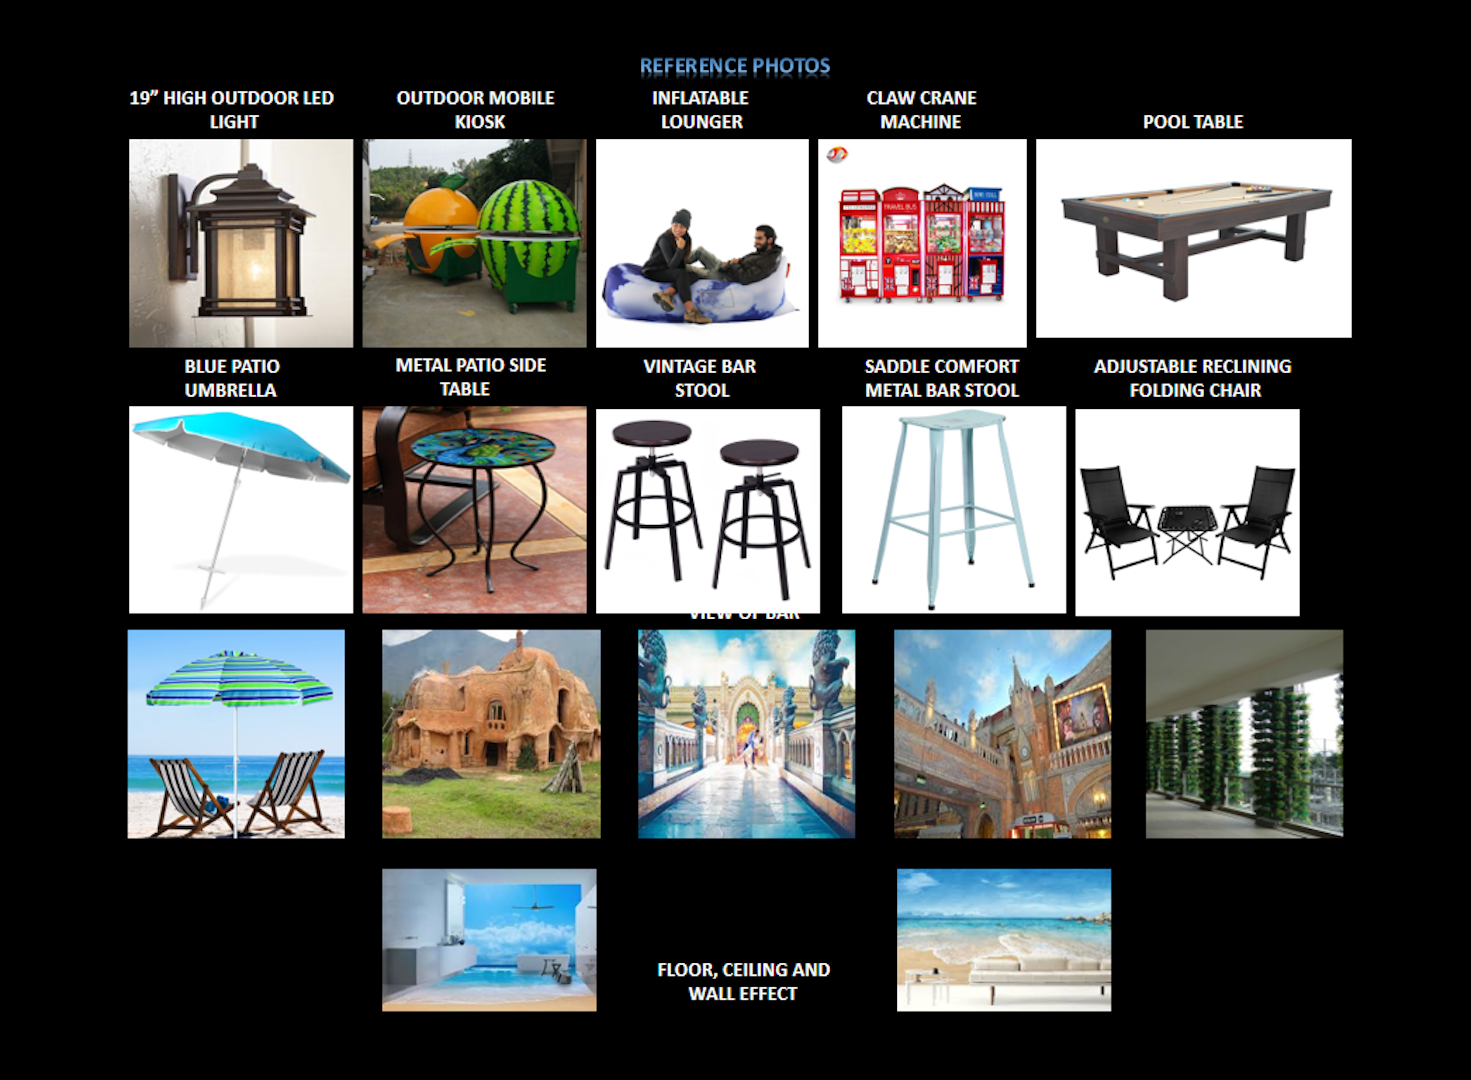 REFERENCE PHOTOS
19” HIGH OUTDOOR LED
LIGHT
OUTDOOR MOBILE
KIOSK
INFLATABLE
LOUNGER
CLAW CRANE
MACHINE
POOL TABLE
TRAVEL BUS
BLUE PATIO
UMBRELLA
METAL PATIO SIDE
TABLE
VINTAGE BAR
STOOL
SADDLE COMFORT
METAL BAR STOOL
ADJUSTABLE RECLINING
FOLDING CHAIR
VIEW OF BAR
FLOOR, CEILING AND
WALL EFFECT